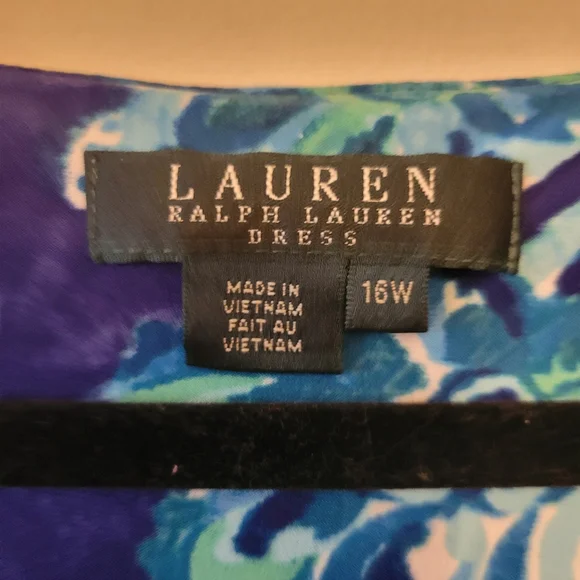 LAUREN
RALPH LAUREN
DRESS
MADE IN
VIETNAM
FAIT AU
VIETNAM
16W